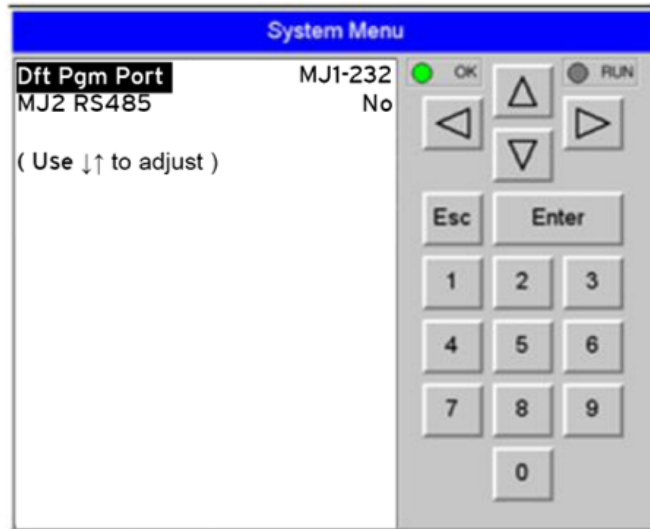 System Menu
Dft Pgm Port MJ1-232
MJ2 RS485 No
( Use ↓↑ to adjust )
OK
RUN
Esc Enter
1 2 3
4 5 6
7 8 9
0